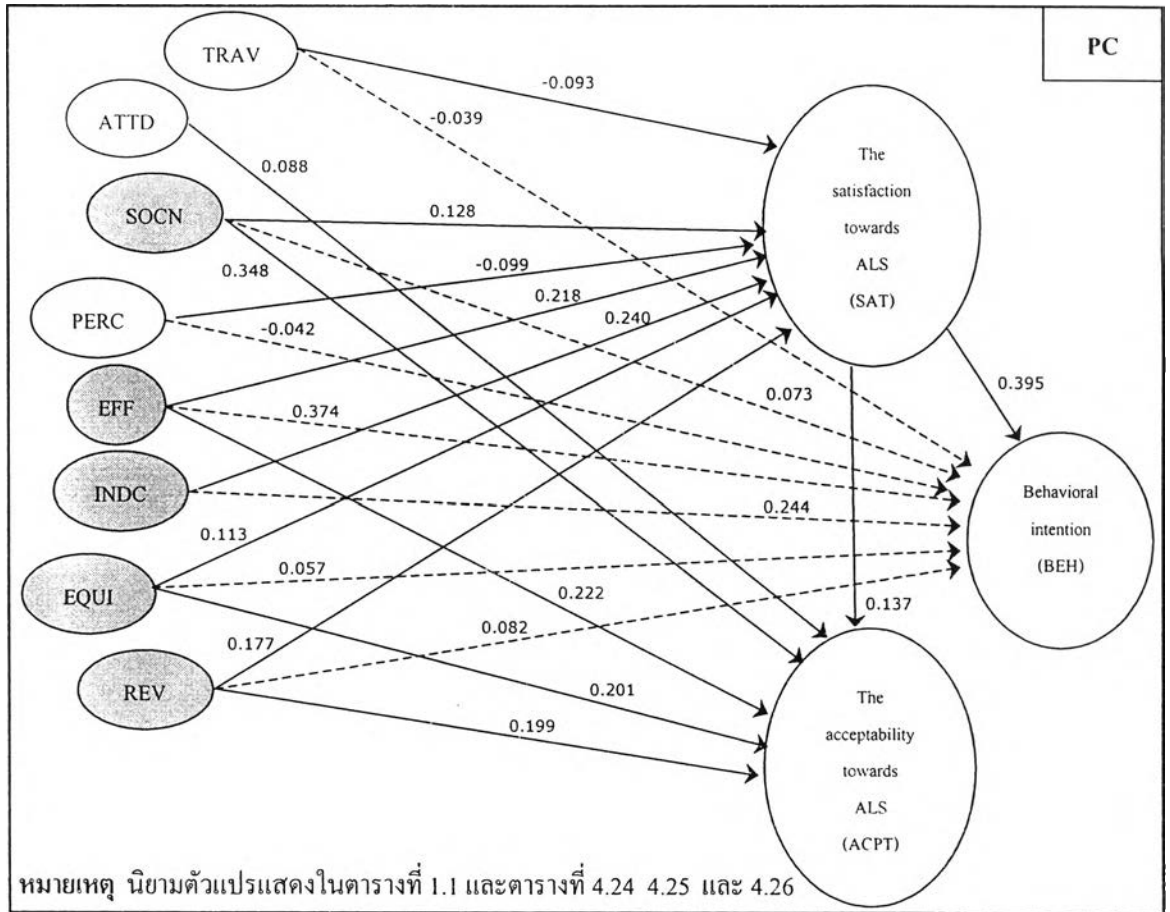 PC
TRAV
-0.093
-0.039
ATTD
0.088
The
satisfaction
towards
ALS
(SAT)
SOCN
0.128
0.348
-0.099
0.218
PERC
-0.042
0.240
EFF
0.374
0.073
0.395
INDC
0.244
Behavioral
intention
(BEH)
0.113
EQUI
0.057
0.222
0.137
0.177
0.082
REV
0.201
0.199
The
acceptability
towards
ALS
(ACPT)
หมายเหตุ นิยามตัวแปรแสดงในตารางที่ 1.1 และตารางที่ 4.24 4.25 และ 4.26